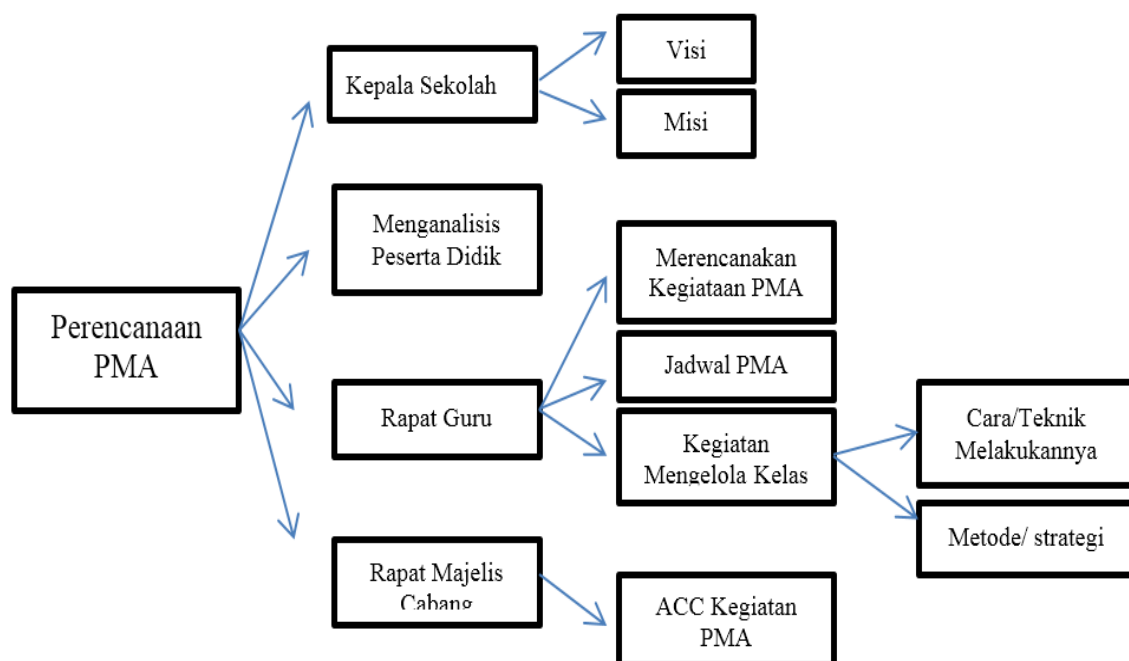 Visi
Kepala Sekolah
Misi
Menganalisis
Peserta Didik
Merencanakan
Kegiataan PMA
Perencanaan
PMA
Jadwal PMA
Rapat Guru
Kegiatan
Mengelola Kelas
Cara/Teknik
Melakukannya
Metode/ strategi
Rapat Majelis
Cabang
ACC Kegiatan
PMA